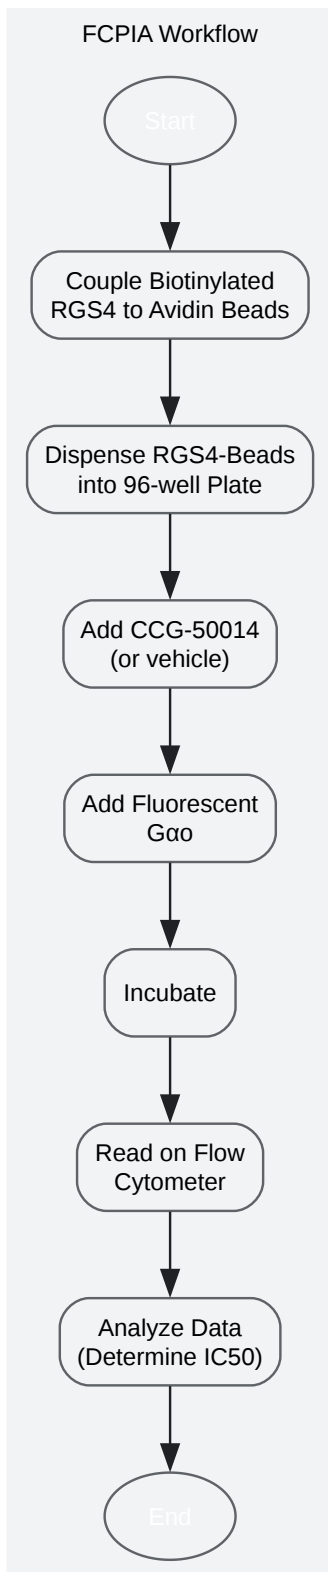 FCPIA Workflow
Start
Couple Biotinylated
RGS4 to Avidin Beads
Dispense RGS4-Beads
into 96-well Plate
Add CCG-50014
(or vehicle)
Add Fluorescent
Gαo
Incubate
Read on Flow
Cytometer
Analyze Data
(Determine IC50)
End